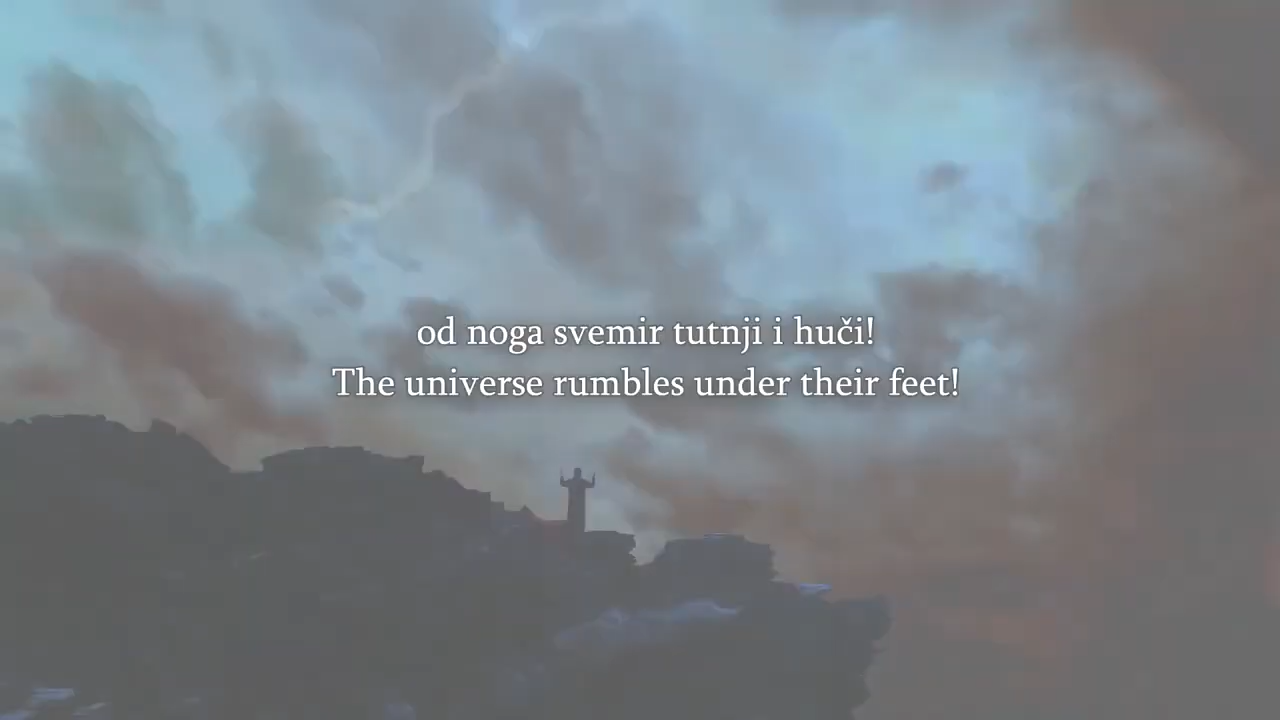 od noga svemir tutnji i huči!
The universe rumbles under their feet!